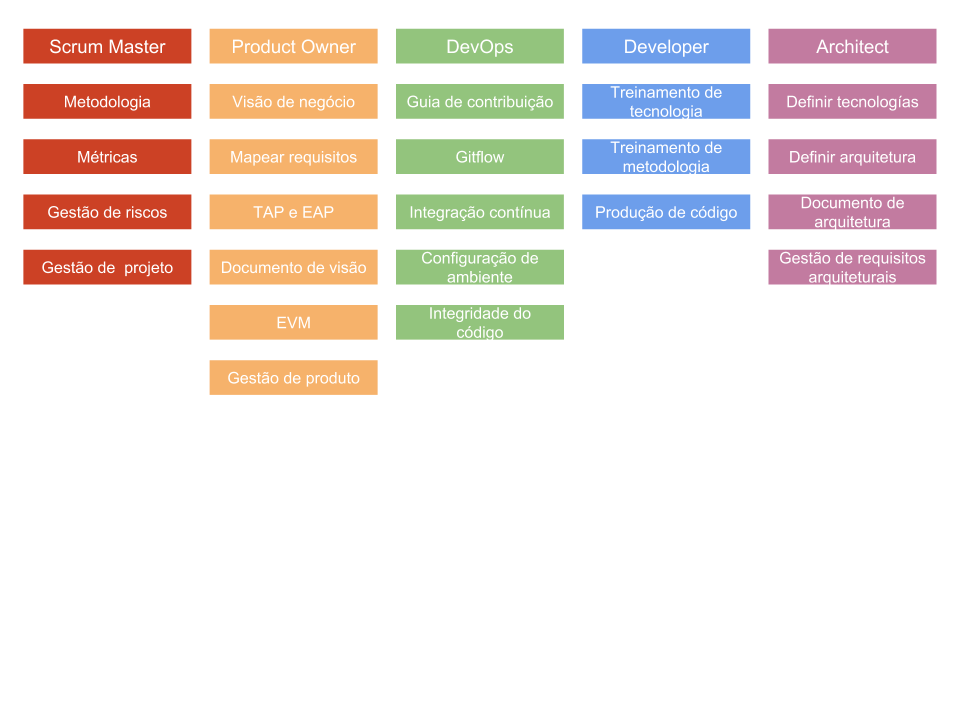 Scrum Master
Product Owner
DevOps
Developer
Architect
Metodologia
Visão de negócio
Guia de contribuição
Treinamento de
tecnologia
Definir tecnologías
Métricas
Mapear requisitos
Gitflow
Treinamento de
metodologia
Definir arquitetura
Gestão de riscos
TAP e EAP
Integração contínua
Produção de código
Documento de
arquitetura
Gestão de  projeto
Documento de visão
Configuração de
ambiente
Gestão de requisitos
arquiteturais
EVM
Integridade do
código
Gestão de produto